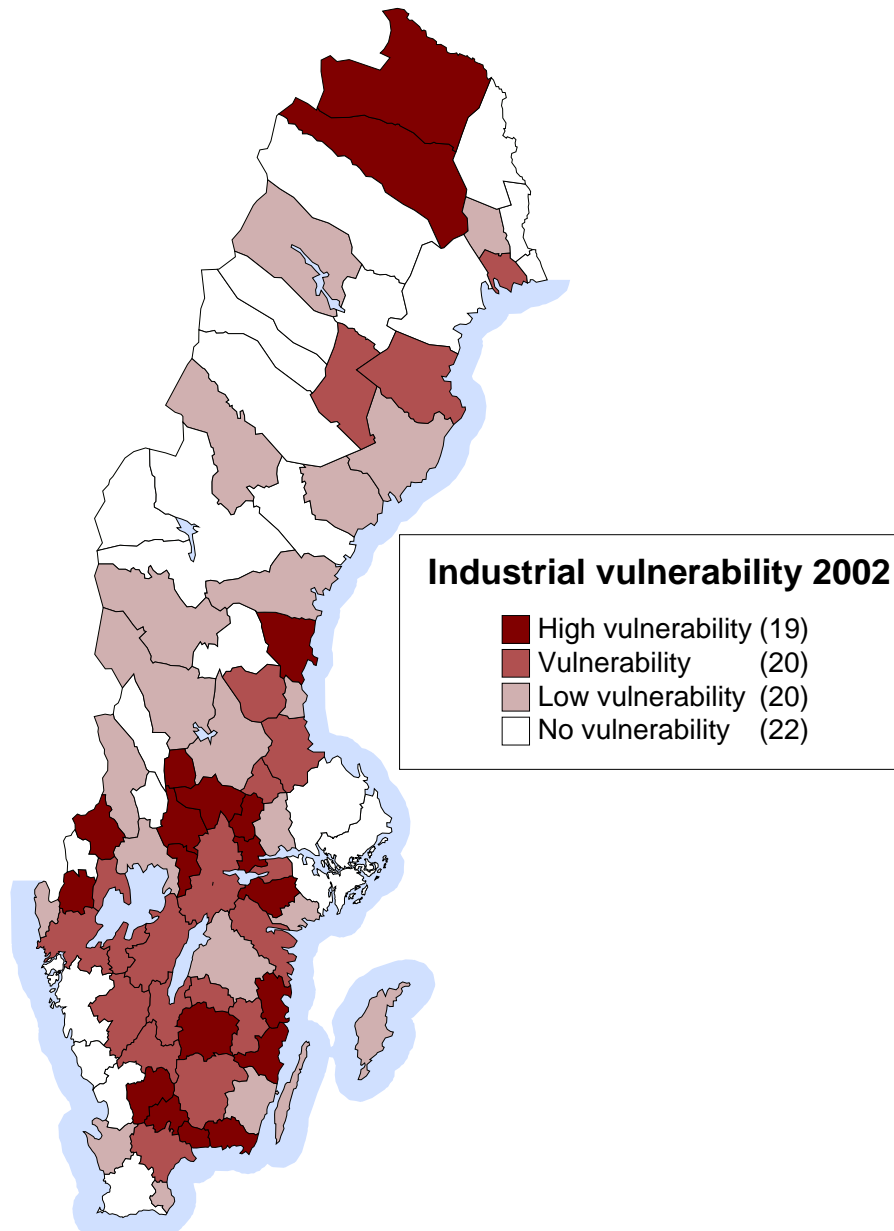 Industrial vulnerability 2002
High vulnerability (19)
Vulnerability (20)
Low vulnerability (20)
No vulnerability (22)